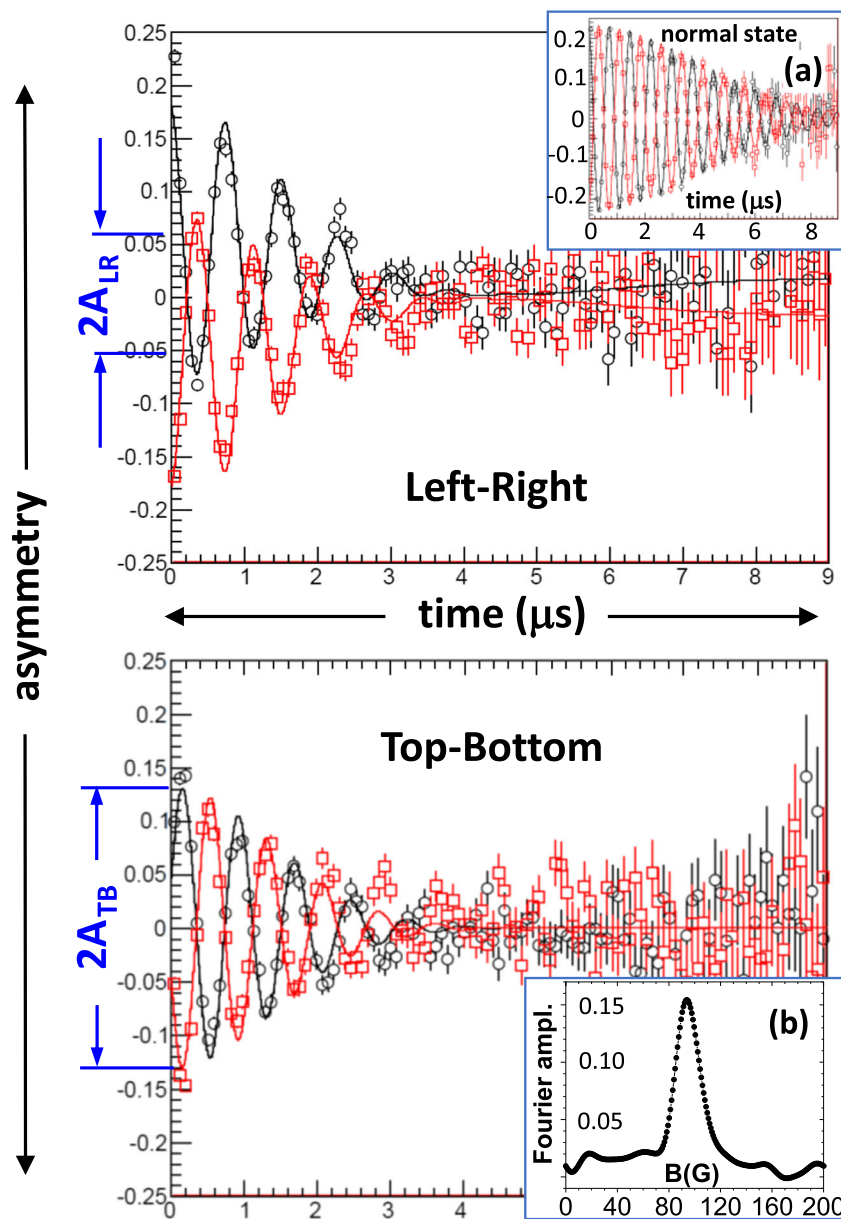 asymmetry
0.25
0.2
0.15
0.1
0.05
0
-0.05
-0.1
-0.15
-0.2
-0.25
2A_LR
Left-Right
0 1 2 3 4 5 6 7 8 9
normal state
(a)
0.2
0.1
0
-0.1
-0.2
time (μs)
0 2 4 6 8
time (μs)
0.25
0.2
0.15
0.1
0.05
0
-0.05
-0.1
-0.15
-0.2
-0.25
2A_TB
Top-Bottom
0 1 2 3 4
(b)
Fourier ampl.
0.15
0.10
0.05
B(G)
0 40 80 120 160 200